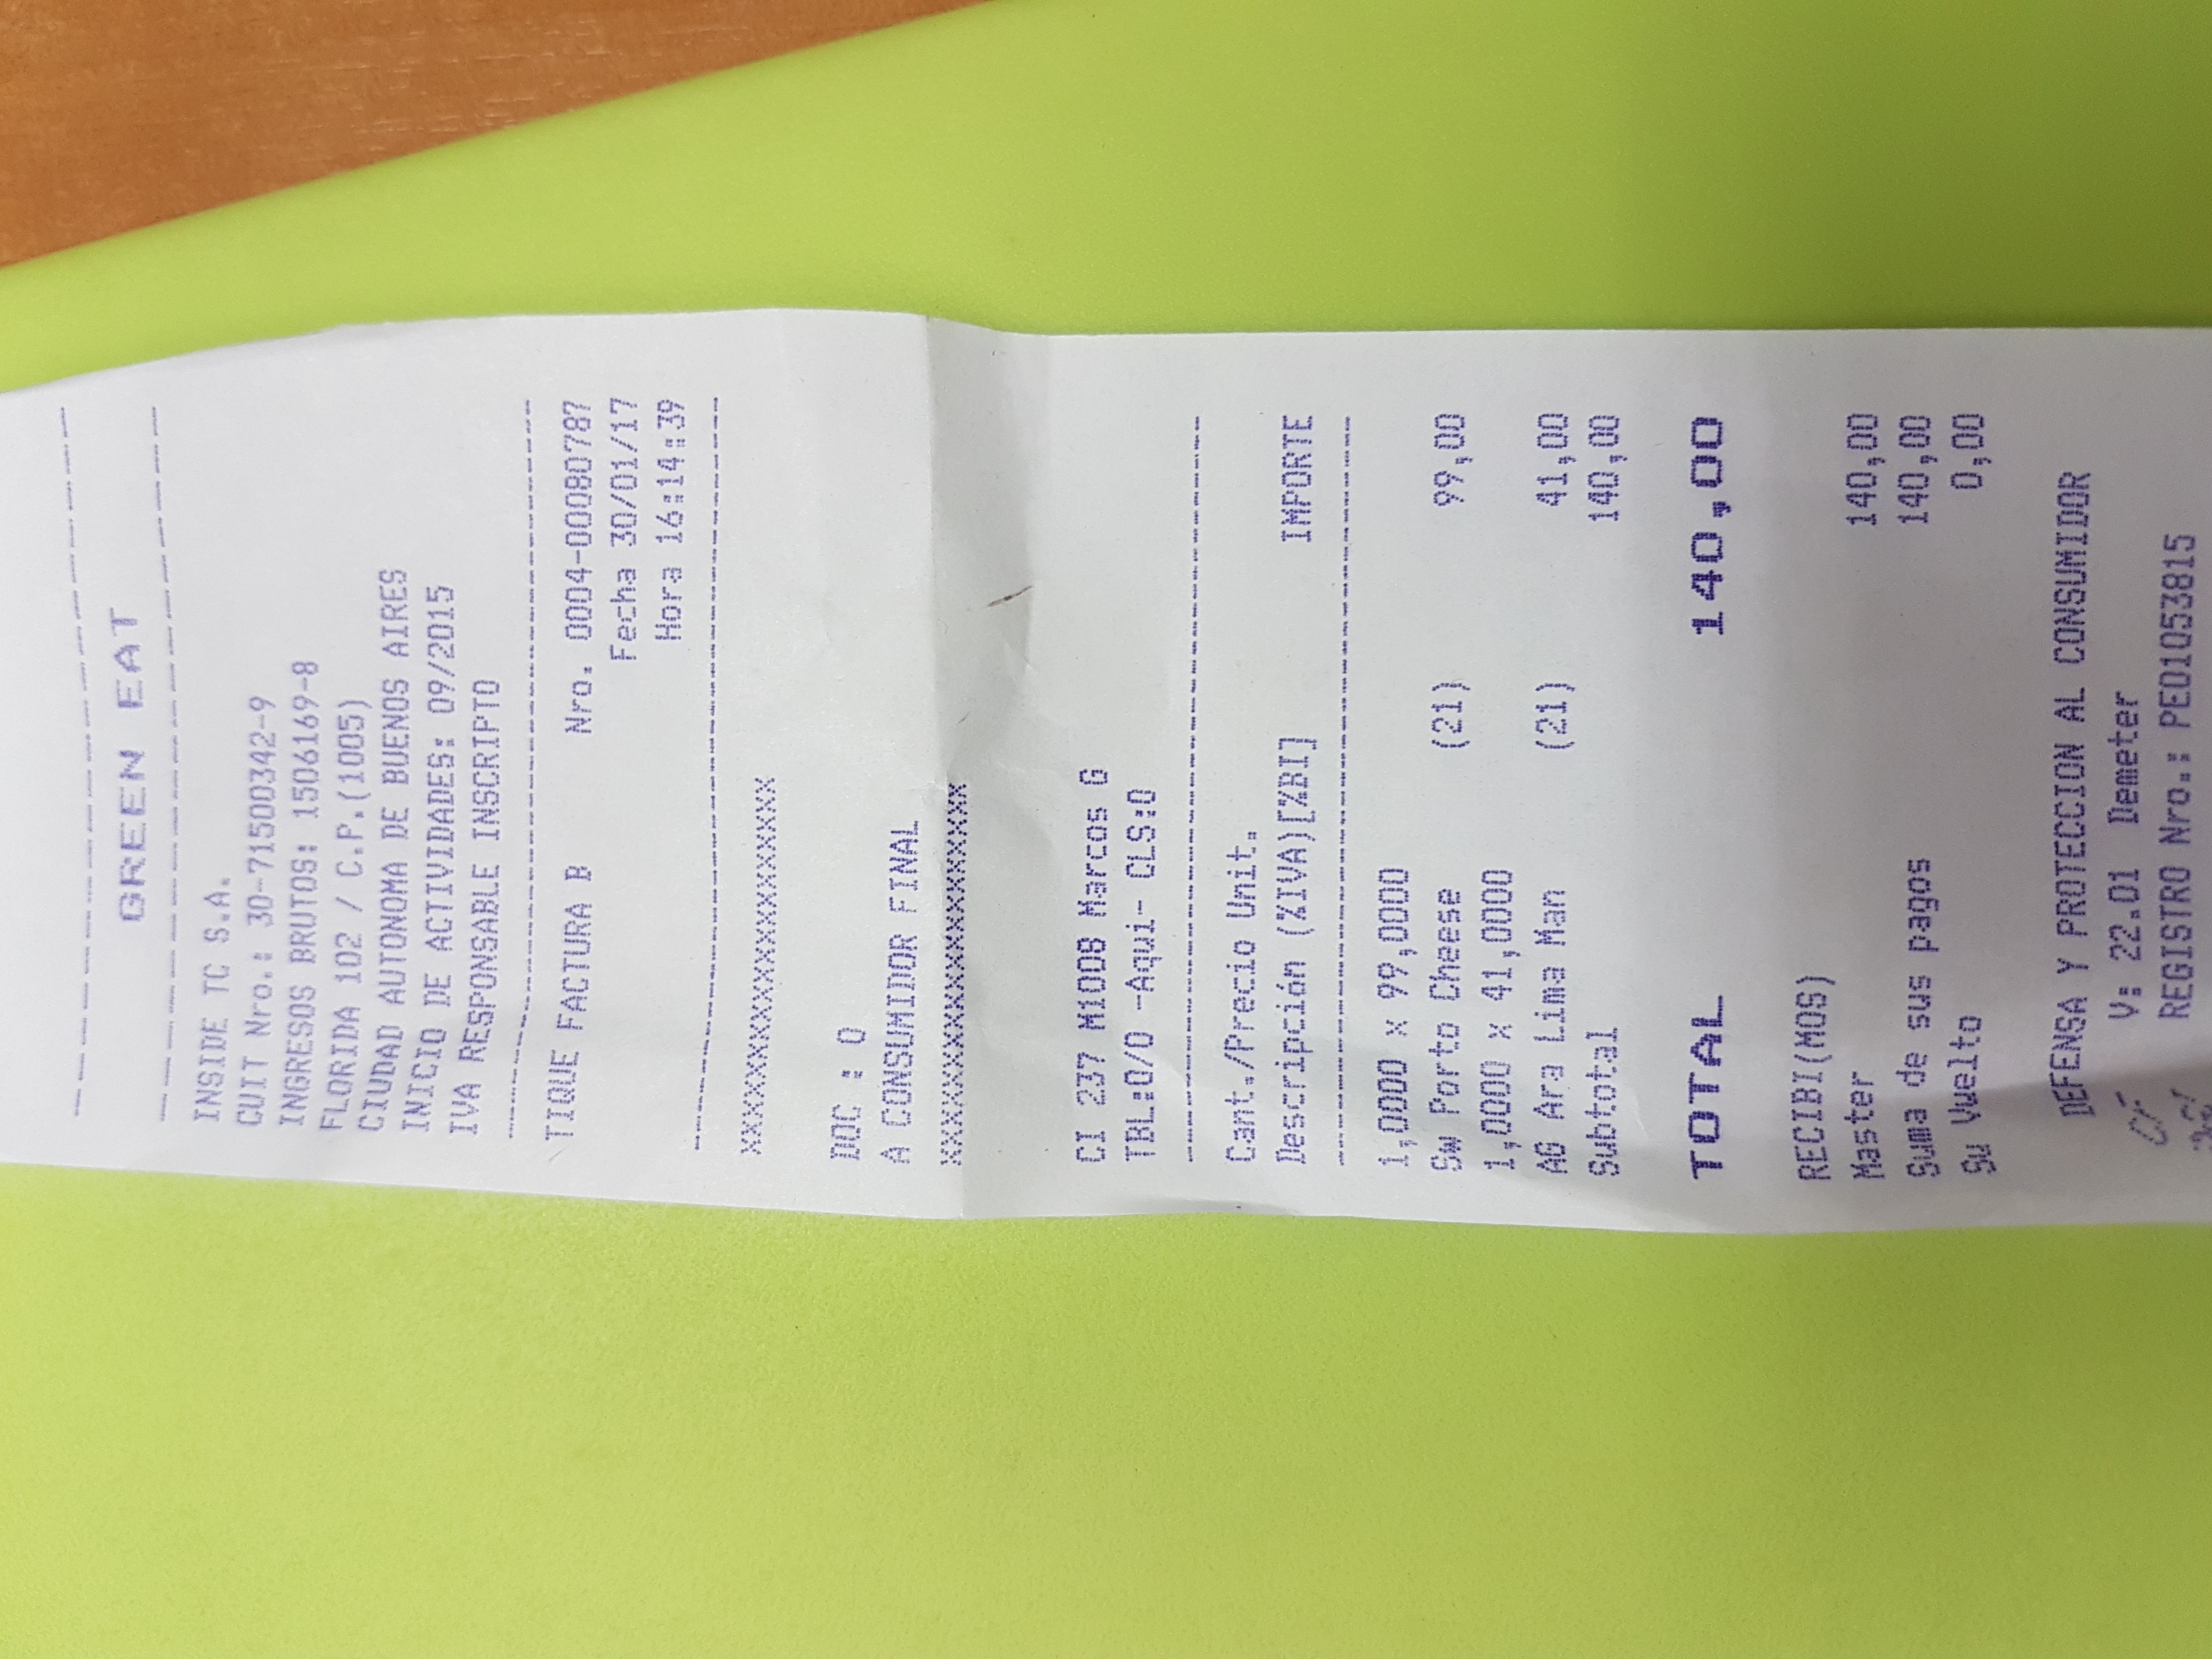 GREEN EAT
INSIDE TC S.A.
CUIT Nro.: 30-71500342-9
INGRESOS BRUTOS: 1506169-8
FLORIDA 102 / C.P.(1005)
CIUDAD AUTONOMA DE BUENOS AIRES
INICIO DE ACTIVIDADES: 09/2015
IVA RESPONSABLE INSCRIPTO
TIQUE FACTURA B Nro. 0004-00080787
Fecha 30/01/17
Hora 16:14:39
XXXXXXXXXXXXXXXXXXXX
DOC : 0
A CONSUMIDOR FINAL
XXXXXXXXXXXXXXXXXXXX
CI 237 M1008 Marcos G
TBL:0/0 -Aqui- CLS:0
Cant./Precio Unit.
Descripción (%IVA)[%BI] IMPORTE
1,0000 x 99,0000
Sw Porto Cheese (21) 99,00
1,0000 x 41,0000
AG Ara Lima Man (21) 41,00
Subtotal 140,00
TOTAL 140,00
RECIBI(MOS)
Master 140,00
Suma de sus pagos 140,00
Su Vuelto 0,00
DEFENSA Y PROTECCION AL CONSUMIDOR
CF V: 22.01 Demeter
REGISTRO Nro.: PEO1053815